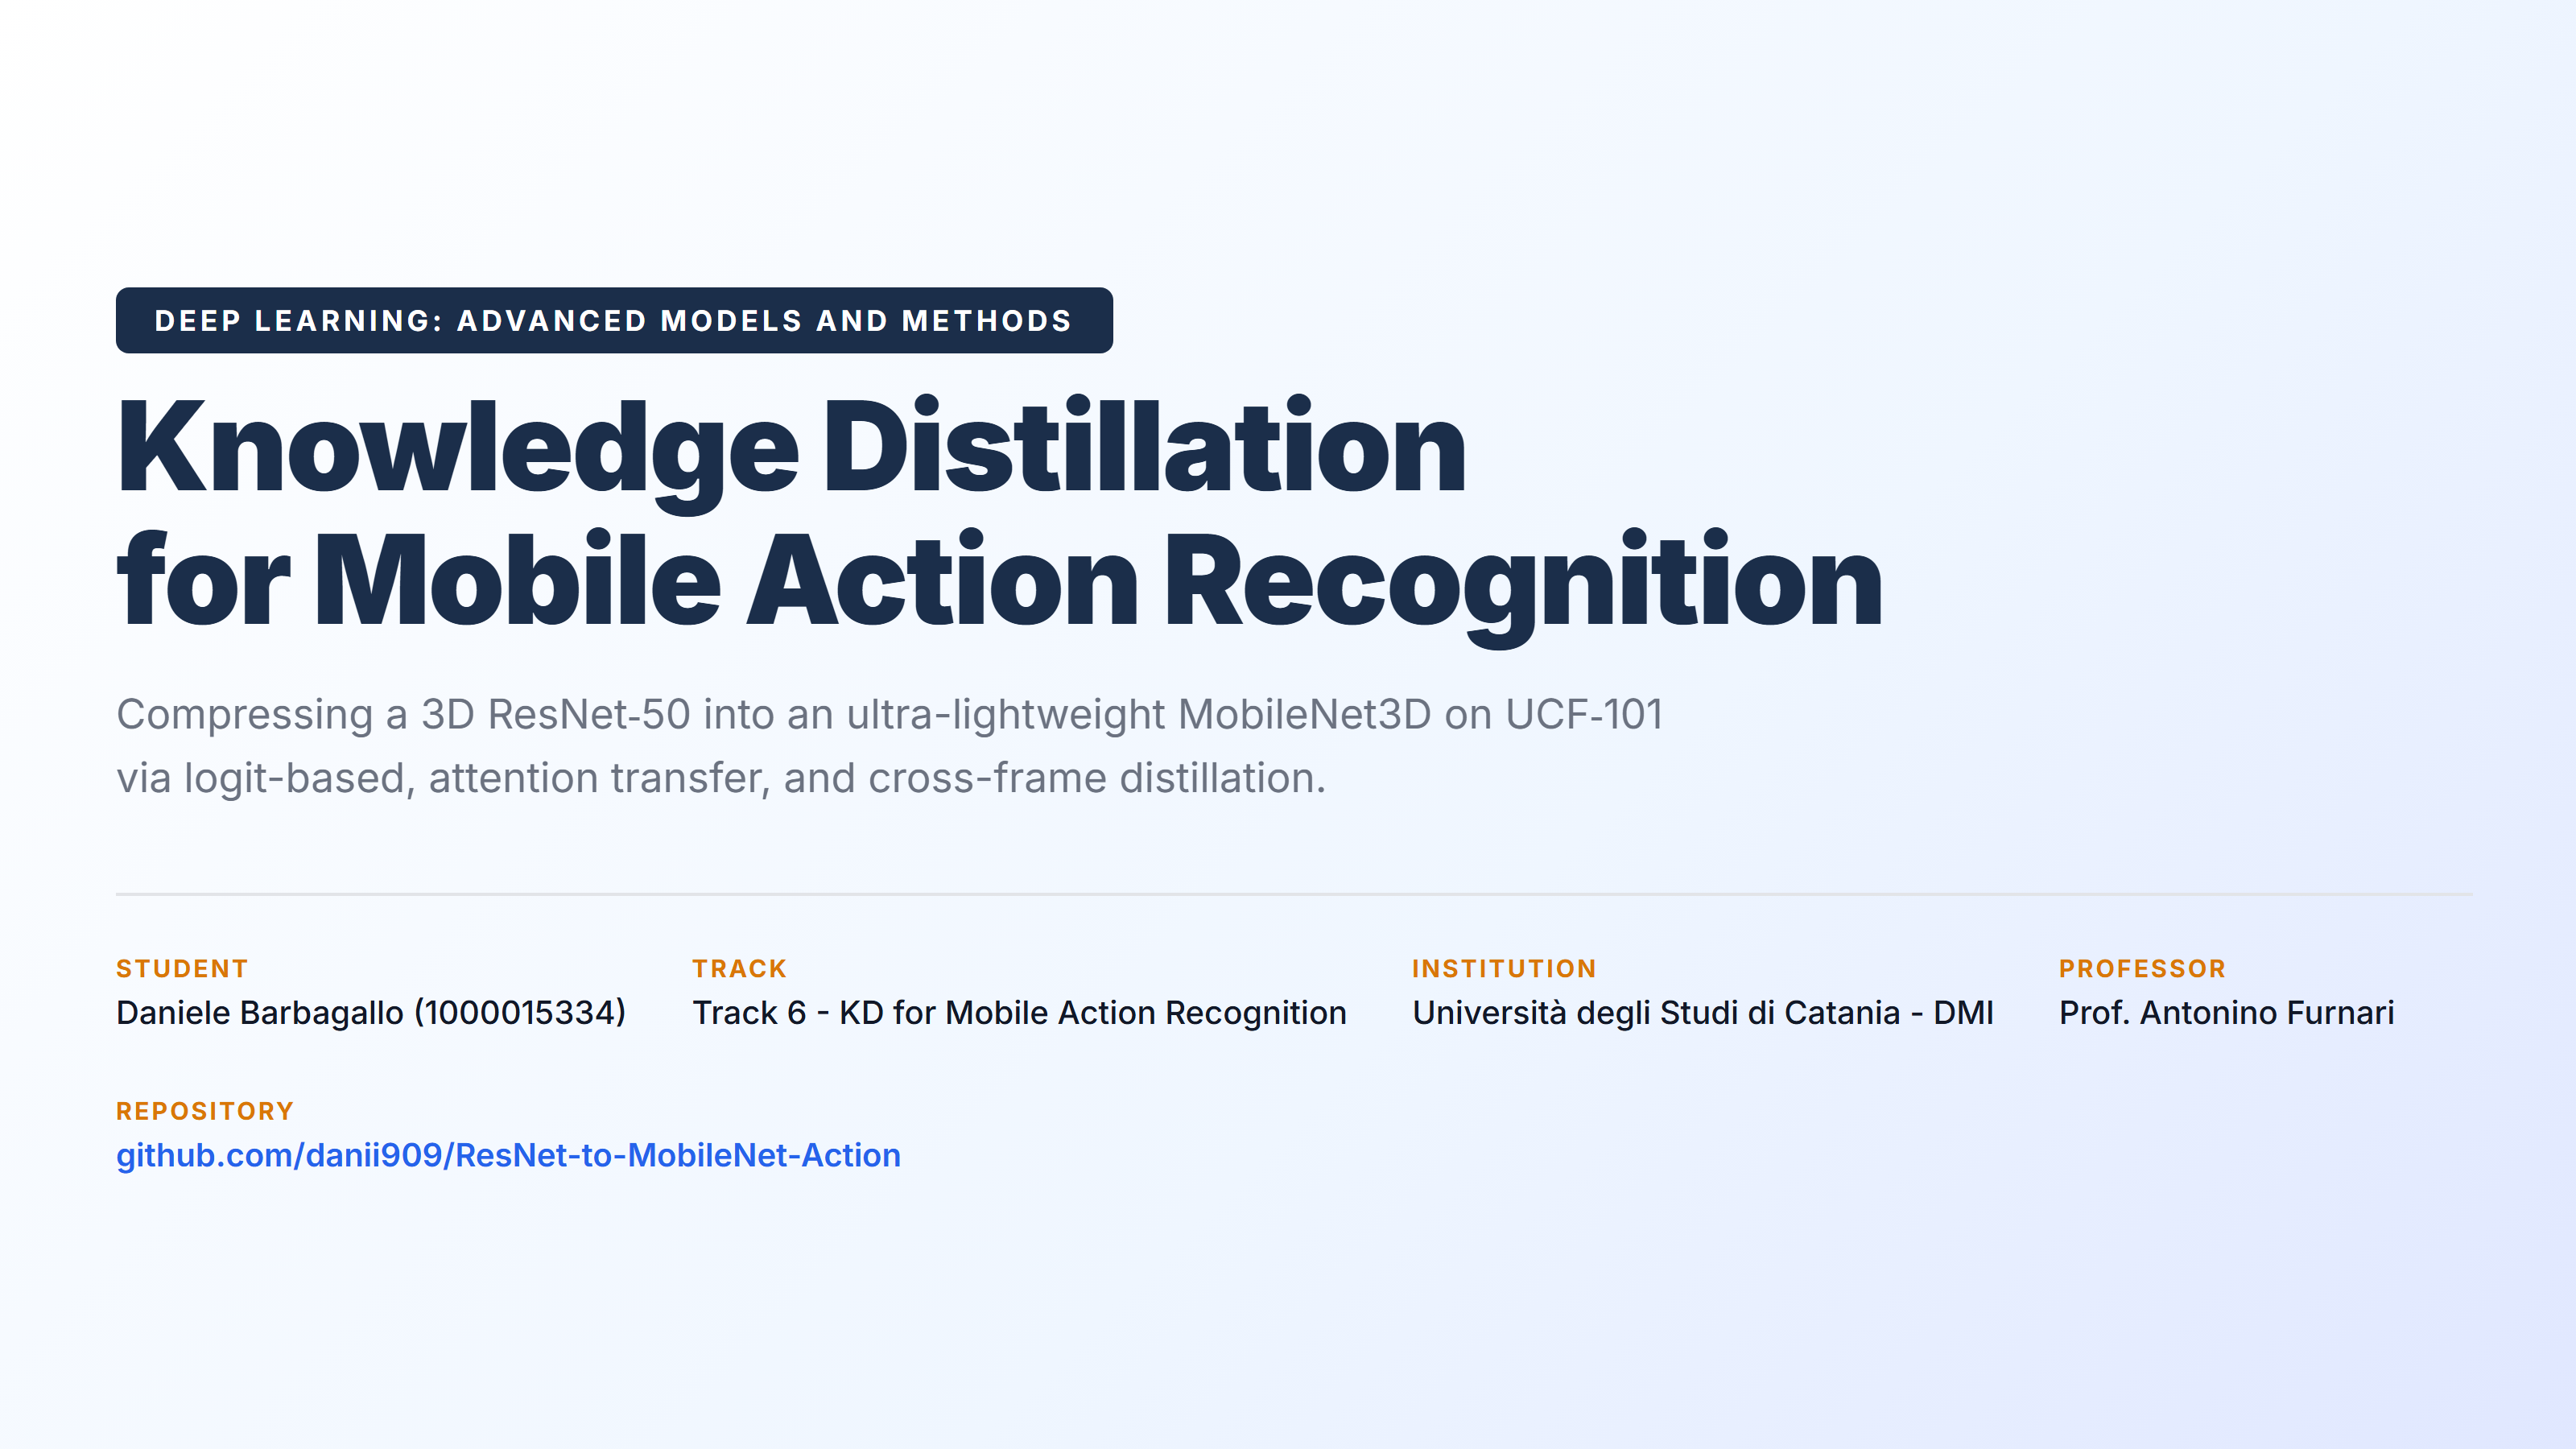 DEEP LEARNING: ADVANCED MODELS AND METHODS
Knowledge Distillation
for Mobile Action Recognition
Compressing a 3D ResNet-50 into an ultra-lightweight MobileNet3D on UCF-101
via logit-based, attention transfer, and cross-frame distillation.
STUDENT
Daniele Barbagallo (1000015334)
TRACK
Track 6 - KD for Mobile Action Recognition
INSTITUTION
Università degli Studi di Catania - DMI
PROFESSOR
Prof. Antonino Furnari
REPOSITORY
github.com/danii909/ResNet-to-MobileNet-Action